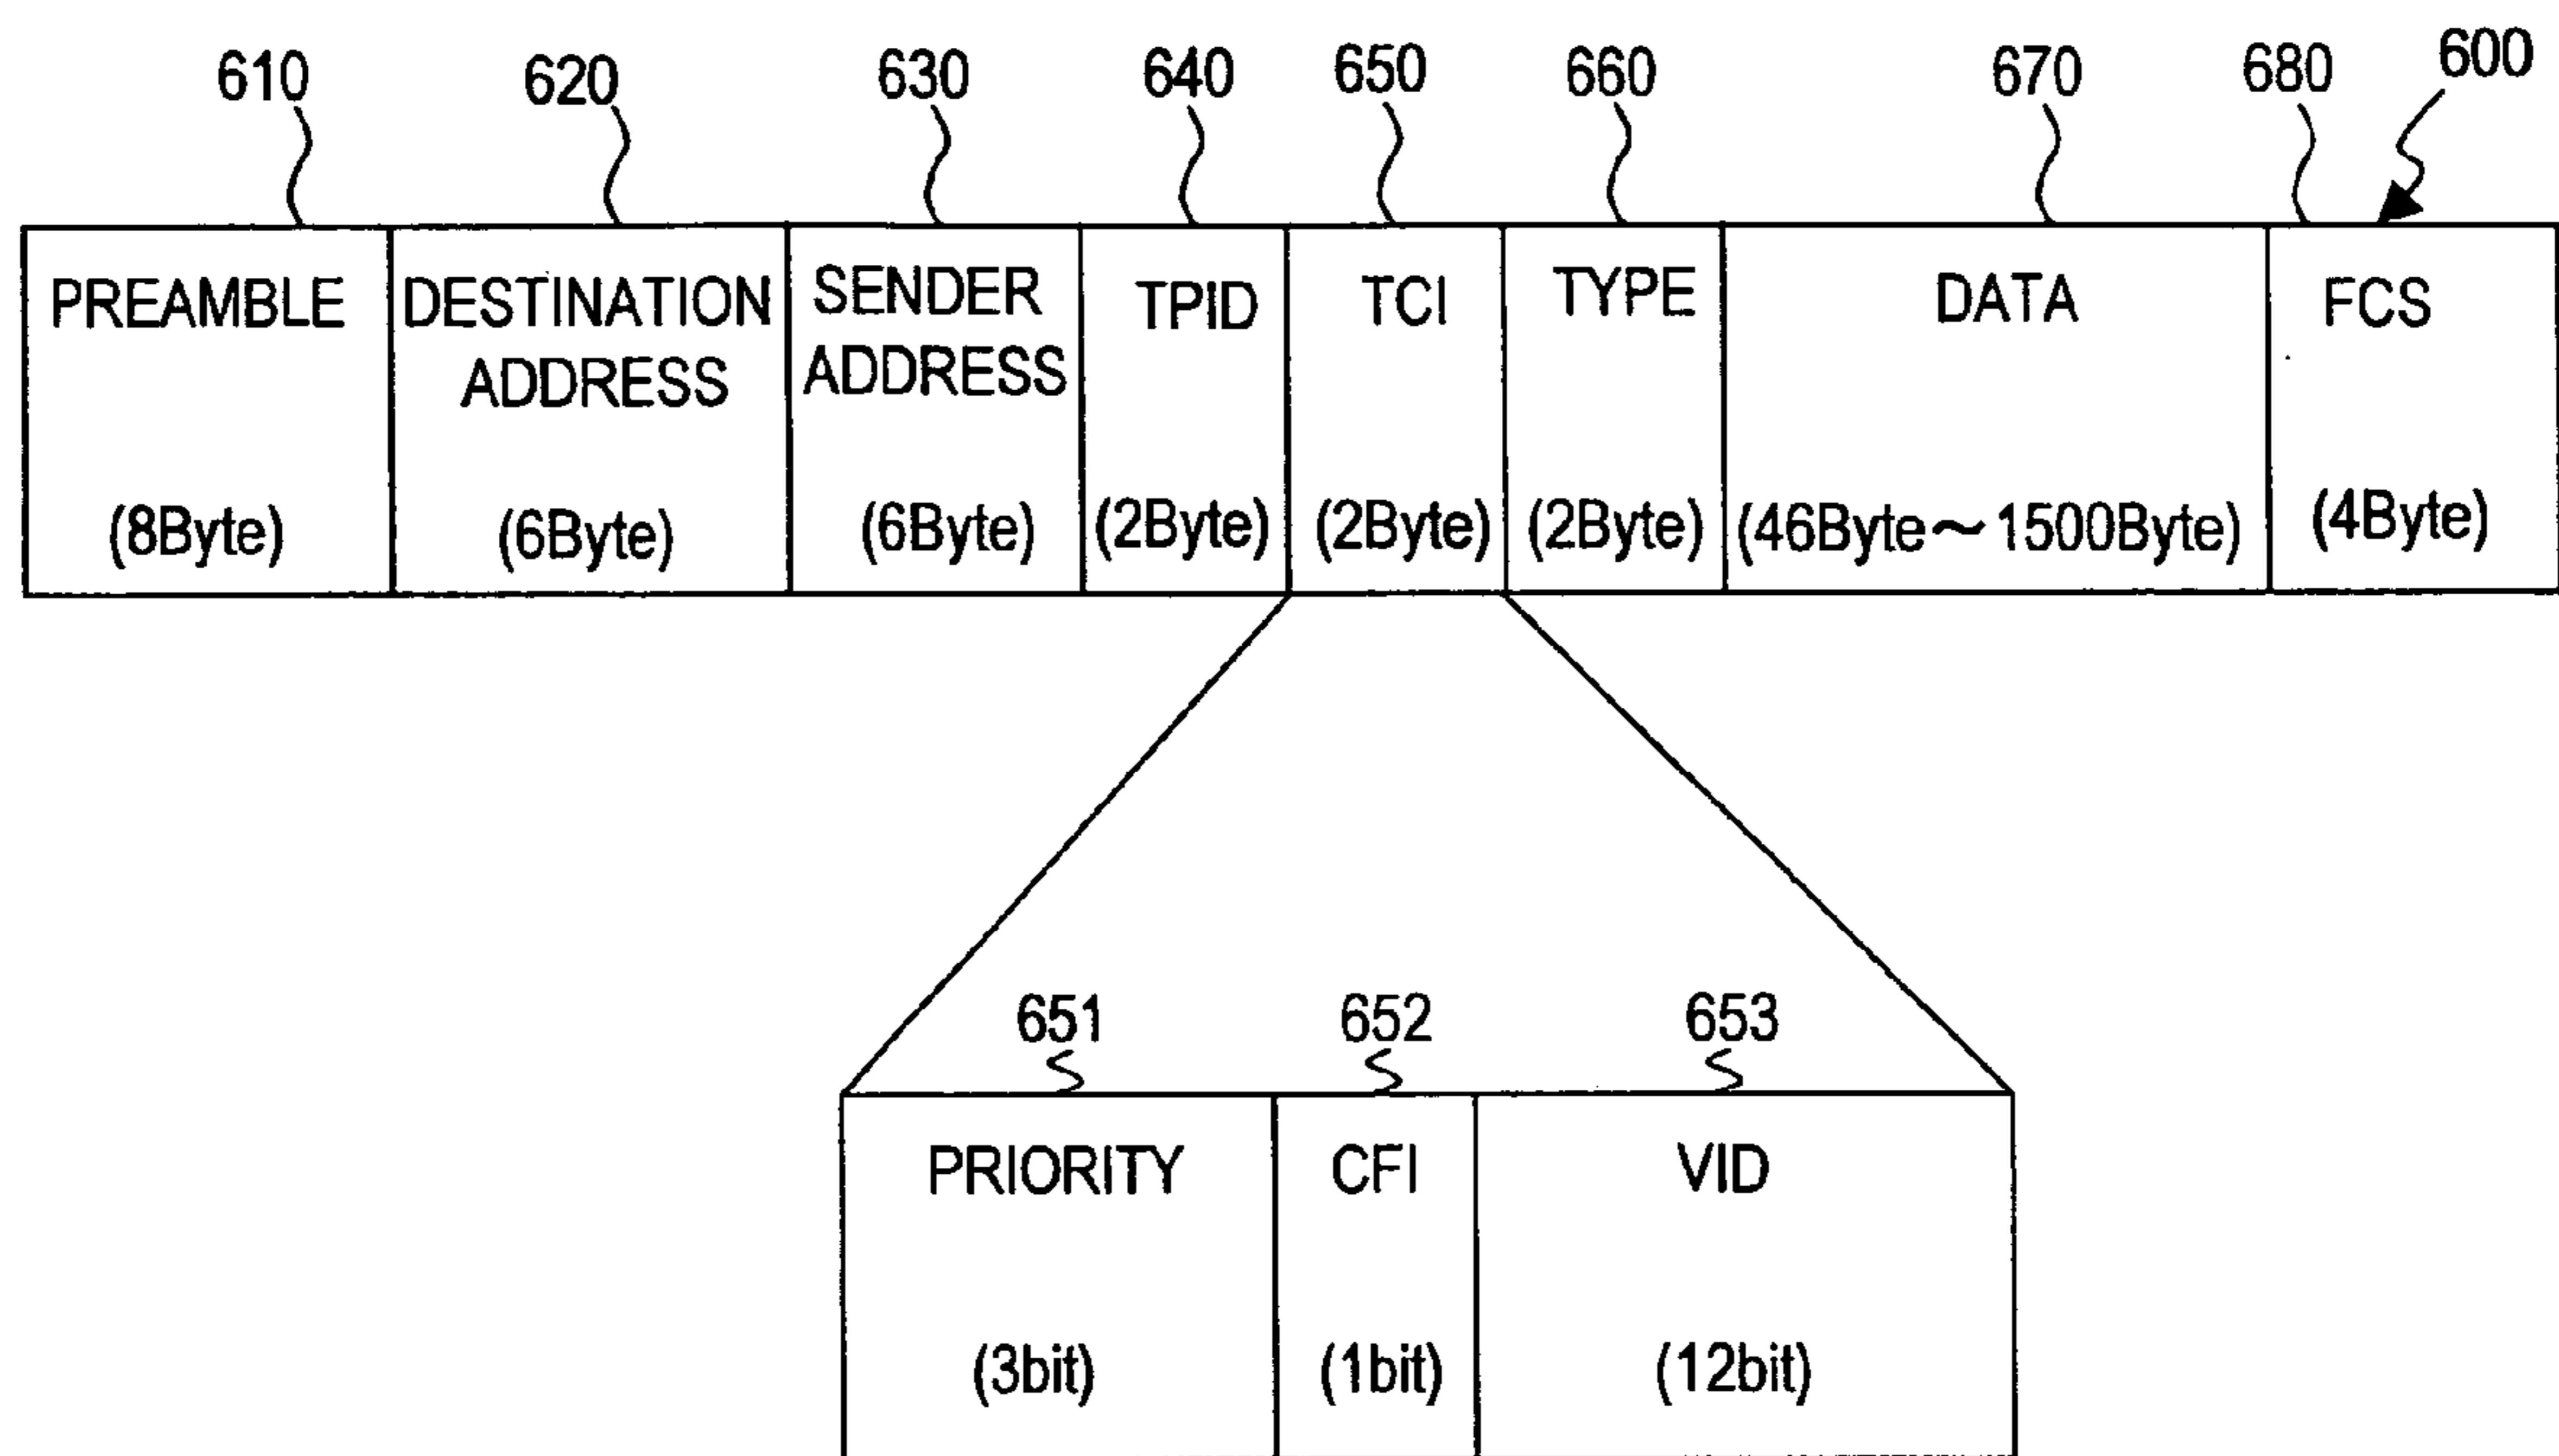 610 620 630 640 650 660 670 680 600
PREAMBLE
(8Byte)
DESTINATION
ADDRESS
(6Byte)
SENDER
ADDRESS
(6Byte)
TPID
(2Byte)
TCI
(2Byte)
TYPE
(2Byte)
DATA
(46Byte~1500Byte)
FCS
(4Byte)
651 652 653
PRIORITY
(3bit)
CFI
(1bit)
VID
(12bit)